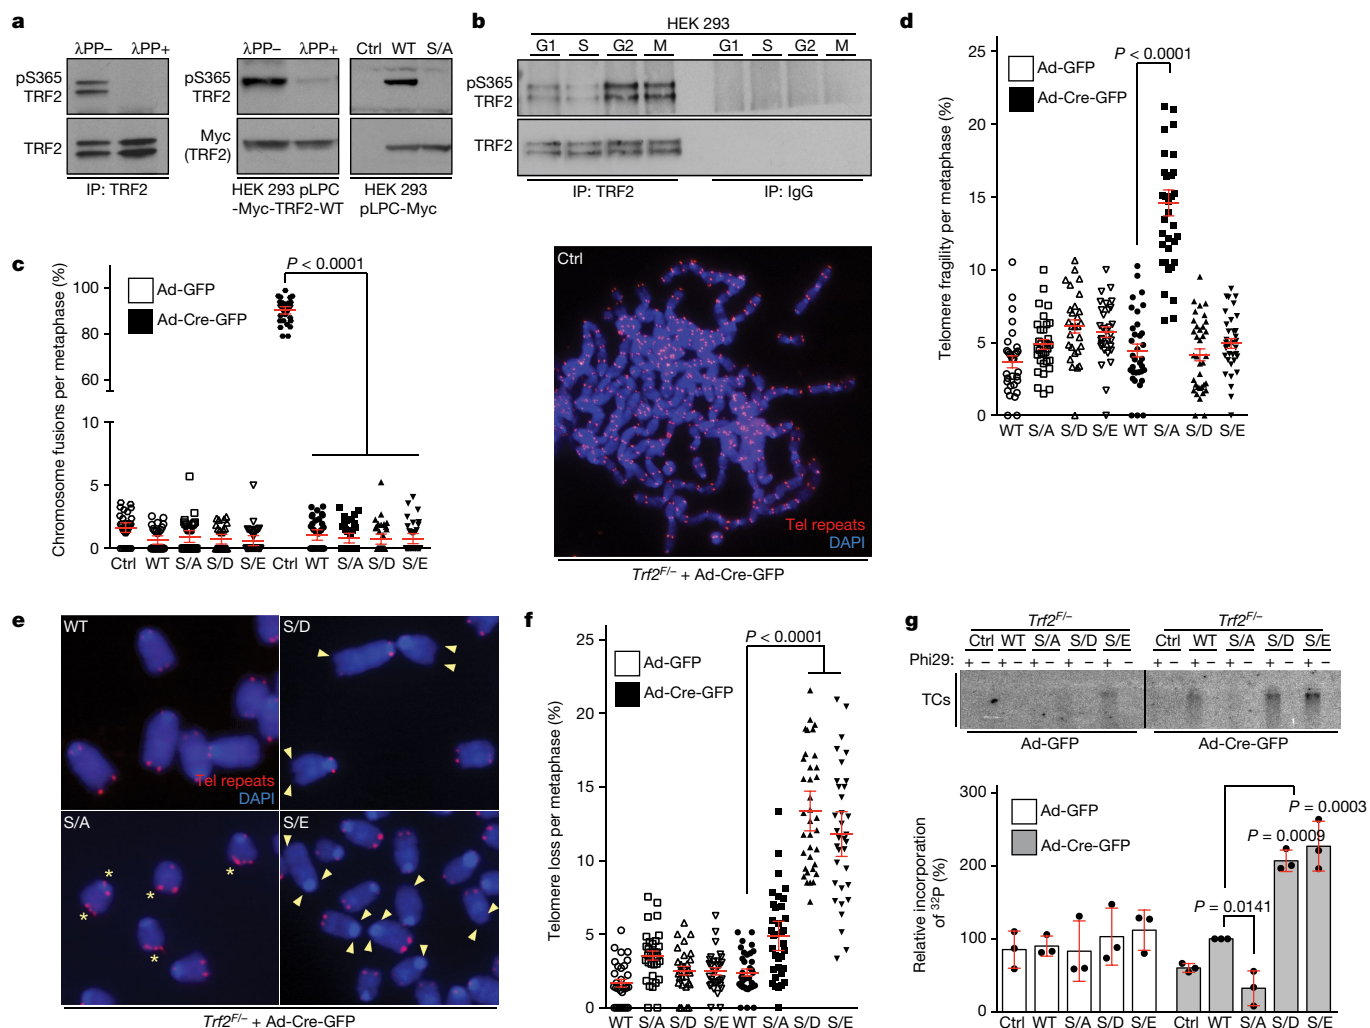 a
λPP– λPP+
pS365
TRF2
TRF2
IP: TRF2
λPP– λPP+
pS365
TRF2
Myc
(TRF2)
HEK 293 pLPC
-Myc-TRF2-WT
Ctrl WT S/A
HEK 293
pLPC-Myc
b
HEK 293
G1 S G2 M G1 S G2 M
pS365
TRF2
TRF2
IP: TRF2 IP: IgG
c
Chromosome fusions per metaphase (%)
100
80
60
10
5
0
Ad-GFP
Ad-Cre-GFP
P < 0.0001
Ctrl WT S/A S/D S/E Ctrl WT S/A S/D S/E
Ctrl
Tel repeats
DAPI
Trf2F/– + Ad-Cre-GFP
d
Telomere fragility per metaphase (%)
25
20
15
10
5
0
Ad-GFP
Ad-Cre-GFP
P < 0.0001
WT S/A S/D S/E WT S/A S/D S/E
e
WT
Tel repeats
DAPI
S/D
S/A
* * * * *
S/E
Trf2F/– + Ad-Cre-GFP
f
Telomere loss per metaphase (%)
25
20
15
10
5
0
Ad-GFP
Ad-Cre-GFP
P < 0.0001
WT S/A S/D S/E WT S/A S/D S/E
g
Trf2F/– Trf2F/–
Ctrl WT S/A S/D S/E Ctrl WT S/A S/D S/E
Phi29: + – + – + – + – + – + – + – + – + – + –
TCs
Ad-GFP Ad-Cre-GFP
Relative incorporation
of 32P (%)
300
200
100
0
Ad-GFP
Ad-Cre-GFP
P = 0.0003
P = 0.0009
P = 0.0141
Ctrl WT S/A S/D S/E Ctrl WT S/A S/D S/E